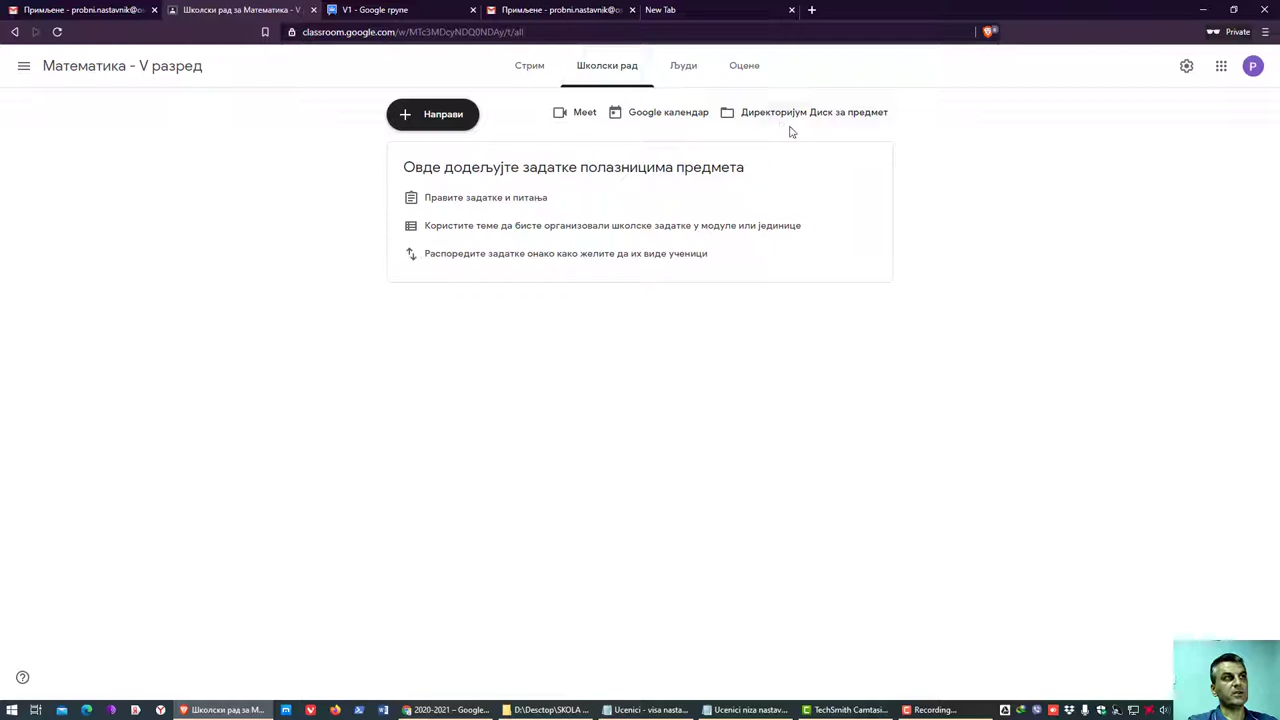 Примљене - probni.nastavnik@os
Школски рад за Математика - V
V1 - Google групе
Примљене - probni.nastavnik@os
New Tab
classroom.google.com/w/MTc3MDcyNDQ0NDAy/t/all
Private
Математика - V разред
Стрим
Школски рад
Људи
Оцене
P
Направи
Meet
Google календар
Директоријум Диск за предмет
Овде додељујте задатке полазницима предмета
Правите задатке и питања
Користите теме да бисте организовали школске задатке у модуле или јединице
Распоредите задатке онако како желите да их виде ученици
Школски рад за М...
2020-2021 – Google...
D:\Desctop\SKOLA ...
Ucenici - visa nasta...
Ucenici niza nastav...
TechSmith Camtasi...
Recording...